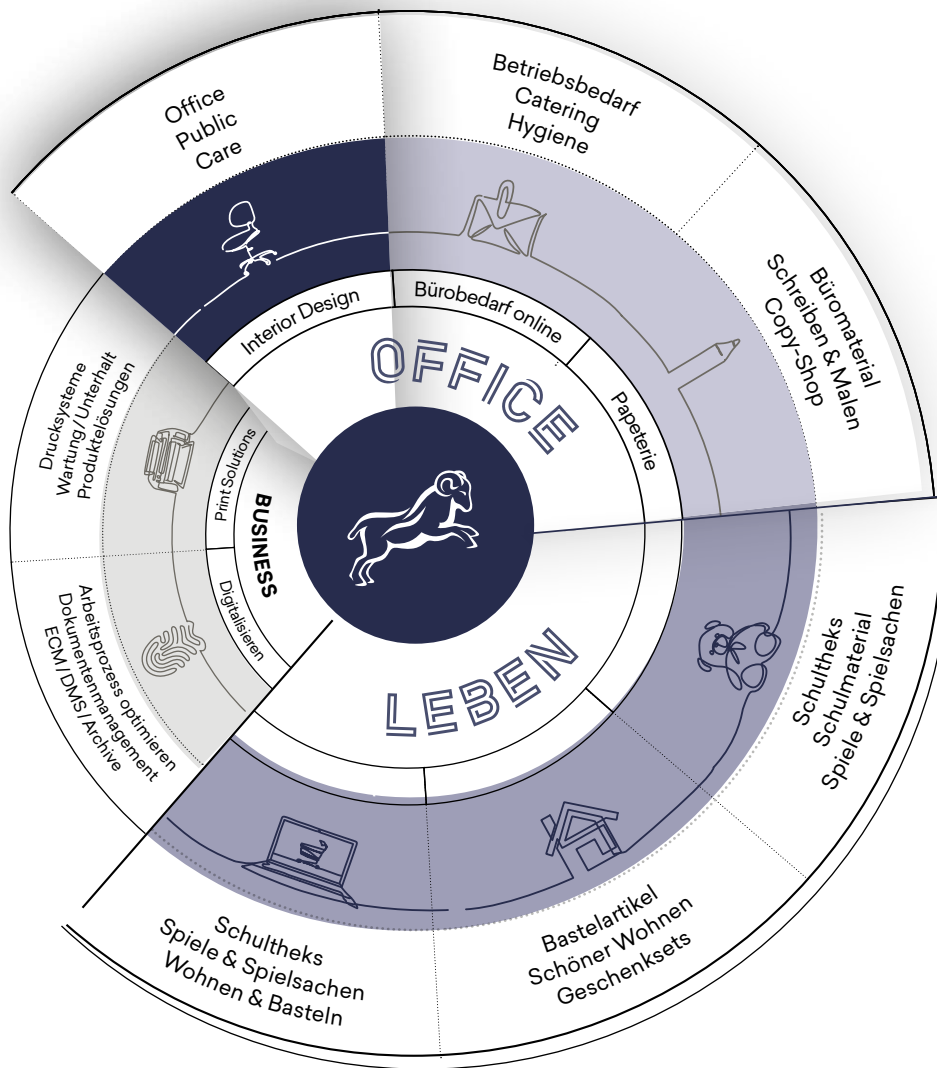 Office
Public
Care
Betriebsbedarf
Catering
Hygiene
Büromaterial
Schreiben & Malen
Copy-Shop
Interior Design
Bürobedarf online
Papeterie
OFFICE
Drucksysteme
Wartung/Unterhalt
Produktelösungen
Print Solutions
BUSINESS
Digitalisieren
Arbeitsprozess optimieren
Dokumentenmanagement
ECM/DMS/Archive
LEBEN
Schultheks
Schulmaterial
Spiele & Spielsachen
Bastelartikel
Schöner Wohnen
Geschenksets
Schultheks
Spiele & Spielsachen
Wohnen & Basteln